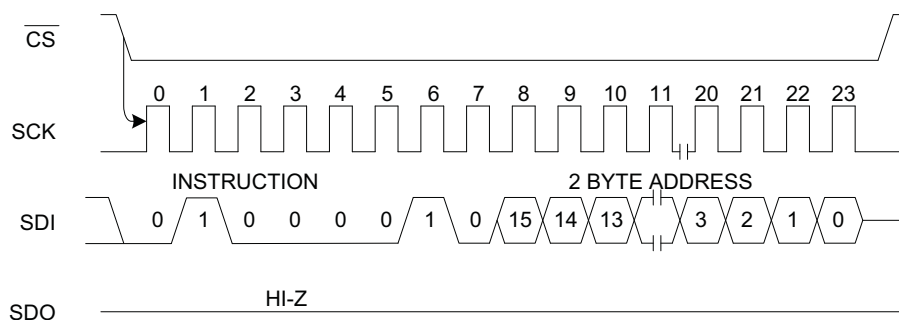 CS
0 1 2 3 4 5 6 7 8 9 10 11 20 21 22 23
SCK
INSTRUCTION 2 BYTE ADDRESS
SDI 0 1 0 0 0 0 1 0 15 14 13 3 2 1 0
HI-Z
SDO